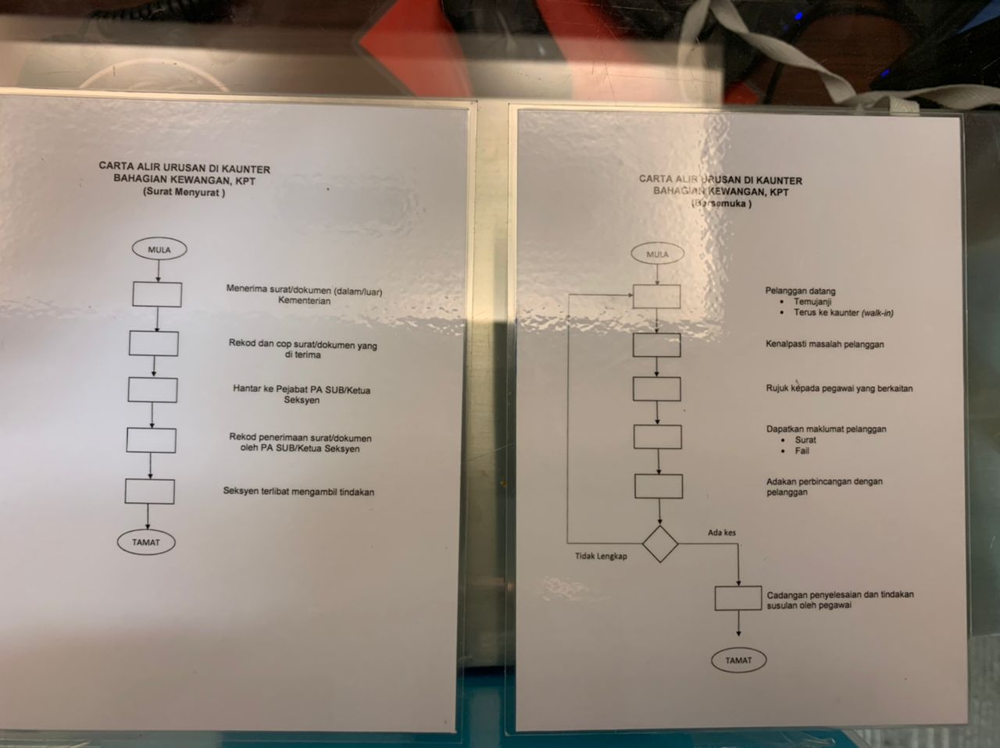 CARTA ALIR URUSAN DI KAUNTER
BAHAGIAN KEWANGAN, KPT
(Surat Menyurat )
MULA
Menerima surat/dokumen (dalam/luar)
Kementerian
Rekod dan cop surat/dokumen yang
di terima
Hantar ke Pejabat PA SUB/Ketua
Seksyen
Rekod penerimaan surat/dokumen
oleh PA SUB/Ketua Seksyen
Seksyen terlibat mengambil tindakan
TAMAT
CARTA ALIR URUSAN DI KAUNTER
BAHAGIAN KEWANGAN, KPT
(Bersemuka )
MULA
Pelanggan datang
• Temujanji
• Terus ke kaunter (walk-in)
Kenalpasti masalah pelanggan
Rujuk kepada pegawai yang berkaitan
Dapatkan maklumat pelanggan
• Surat
• Fail
Adakan perbincangan dengan
pelanggan
Ada kes
Tidak Lengkap
Cadangan penyelesaian dan tindakan
susulan oleh pegawai
TAMAT